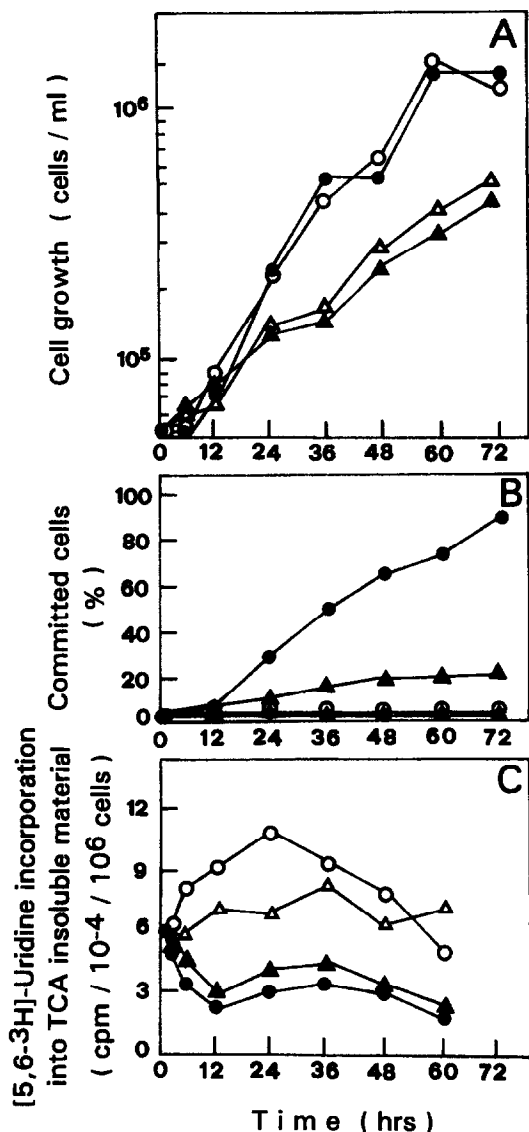 A
Cell growth ( cells / ml )
10⁶
10⁵
0 12 24 36 48 60 72
B
Committed cells
( % )
100
80
60
40
20
0
0 12 24 36 48 60 72
C
[5,6-³H]-Uridine incorporation
into TCA insoluble material
( cpm / 10⁻⁴ / 10⁶ cells )
12
9
6
3
0
0 12 24 36 48 60 72
Time (hrs)